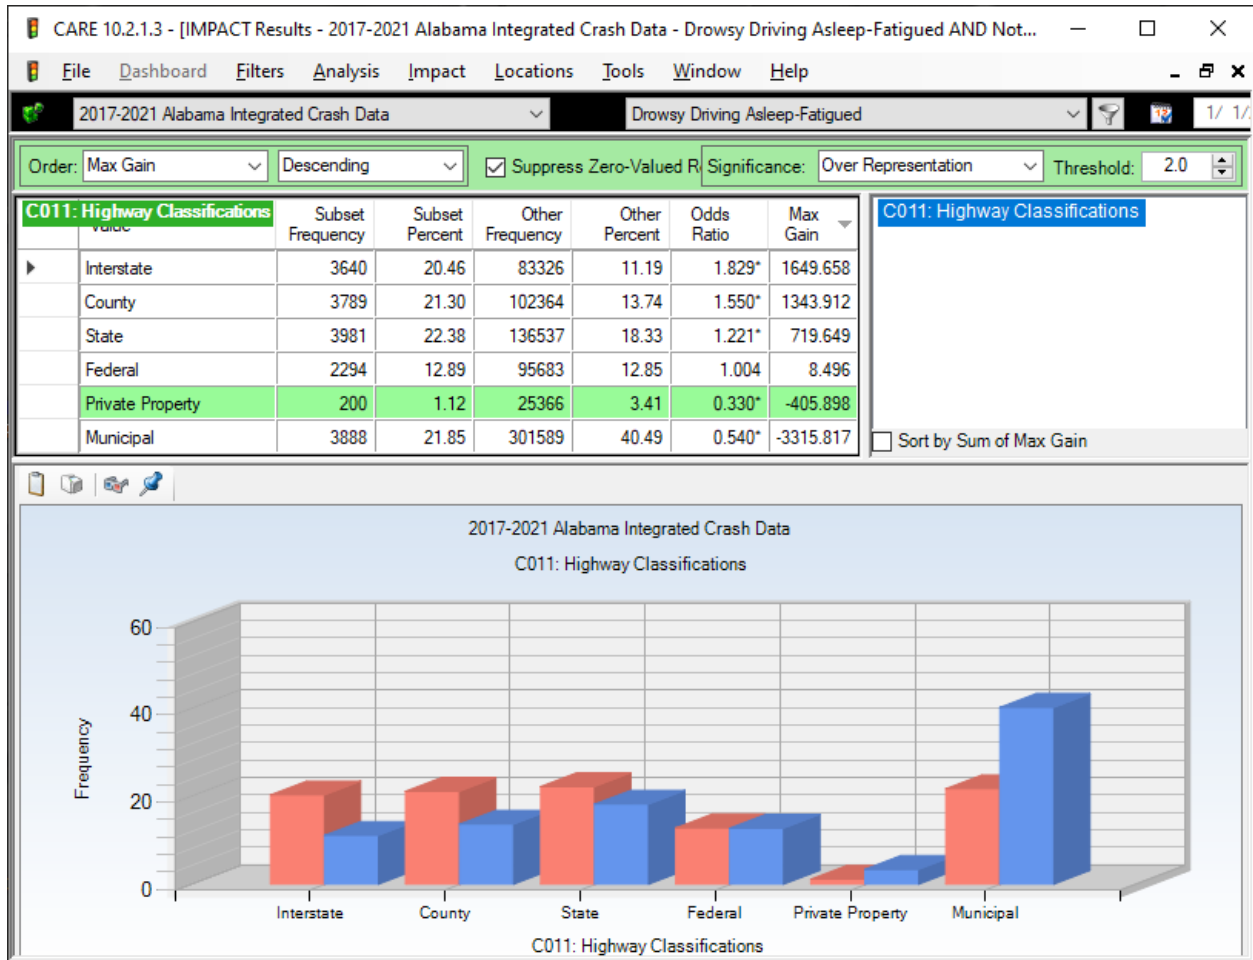 CARE 10.2.1.3 - [IMPACT Results - 2017-2021 Alabama Integrated Crash Data - Drowsy Driving Asleep-Fatigued AND Not...
File Dashboard Filters Analysis Impact Locations Tools Window Help
2017-2021 Alabama Integrated Crash Data Drowsy Driving Asleep-Fatigued 1/ 1/
Order: Max Gain Descending Suppress Zero-Valued R Significance: Over Representation Threshold: 2.0
C011: Highway Classifications Subset Frequency Subset Percent Other Frequency Other Percent Odds Ratio Max Gain
Interstate 3640 20.46 83326 11.19 1.829* 1649.658
County 3789 21.30 102364 13.74 1.550* 1343.912
State 3981 22.38 136537 18.33 1.221* 719.649
Federal 2294 12.89 95683 12.85 1.004 8.496
Private Property 200 1.12 25366 3.41 0.330* -405.898
Municipal 3888 21.85 301589 40.49 0.540* -3315.817
C011: Highway Classifications
Sort by Sum of Max Gain
2017-2021 Alabama Integrated Crash Data
C011: Highway Classifications
60
40
20
0
Frequency
Interstate County State Federal Private Property Municipal
C011: Highway Classifications